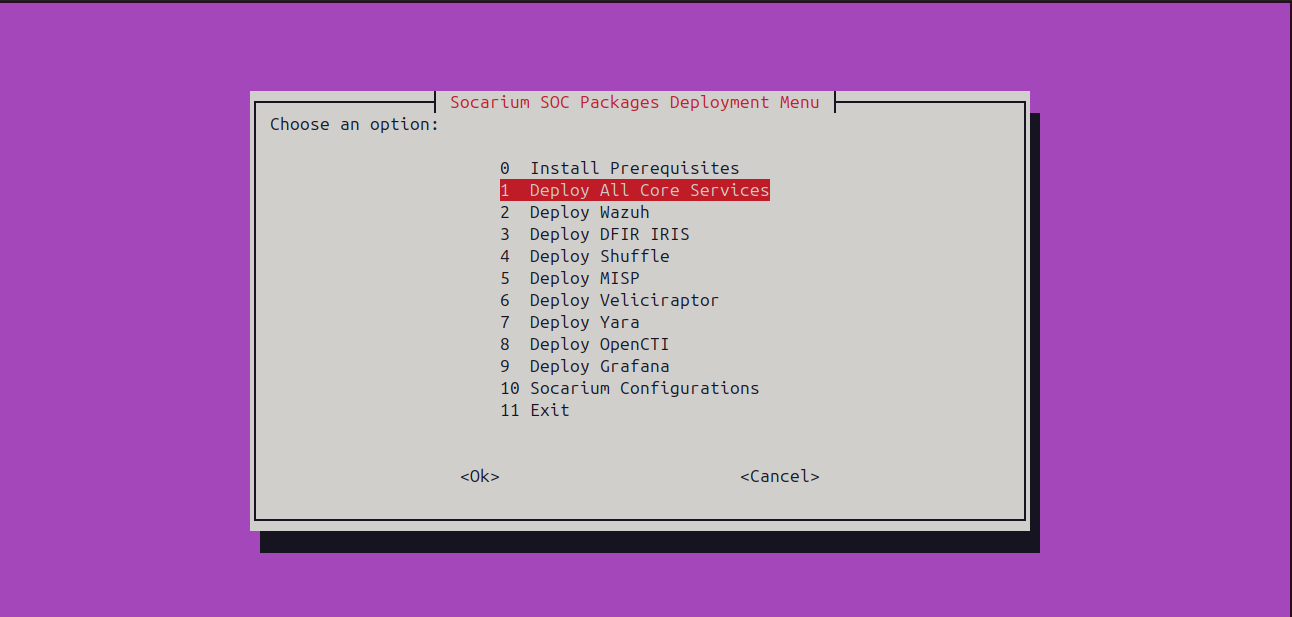 Socarium SOC Packages Deployment Menu
Choose an option:
0 Install Prerequisites
1 Deploy All Core Services
2 Deploy Wazuh
3 Deploy DFIR IRIS
4 Deploy Shuffle
5 Deploy MISP
6 Deploy Veliciraptor
7 Deploy Yara
8 Deploy OpenCTI
9 Deploy Grafana
10 Socarium Configurations
11 Exit
<Ok> <Cancel>